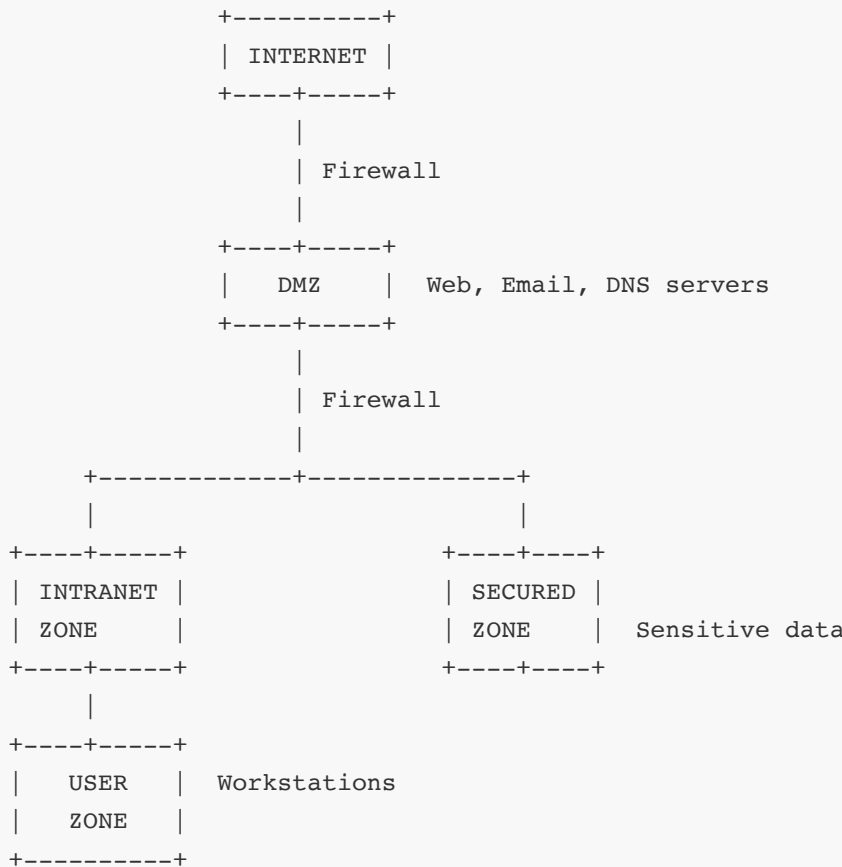 INTERNET
Firewall
DMZ Web, Email, DNS servers
Firewall
INTRANET SECURED
ZONE ZONE Sensitive data
USER Workstations
ZONE